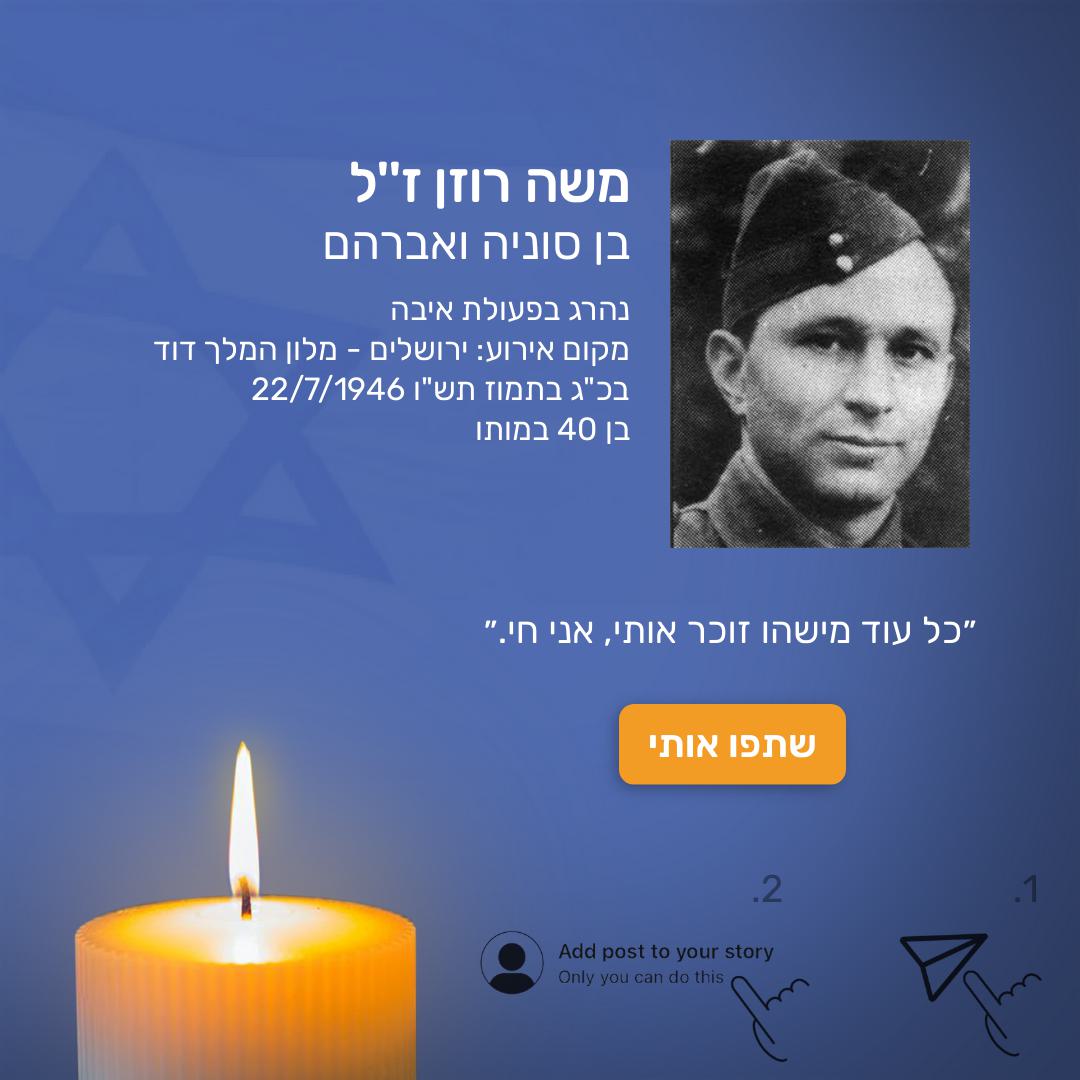 משה רוזן ז"ל
בן סוניה ואברהם
נהרג בפעולת איבה
מקום אירוע: ירושלים - מלון המלך דוד
בכ"ג בתמוז תש"ו 22/7/1946
בן 40 במותו
"כל עוד מישהו זוכר אותי, אני חי."
שתפו אותי
1.
2.
Add post to your story
Only you can do this